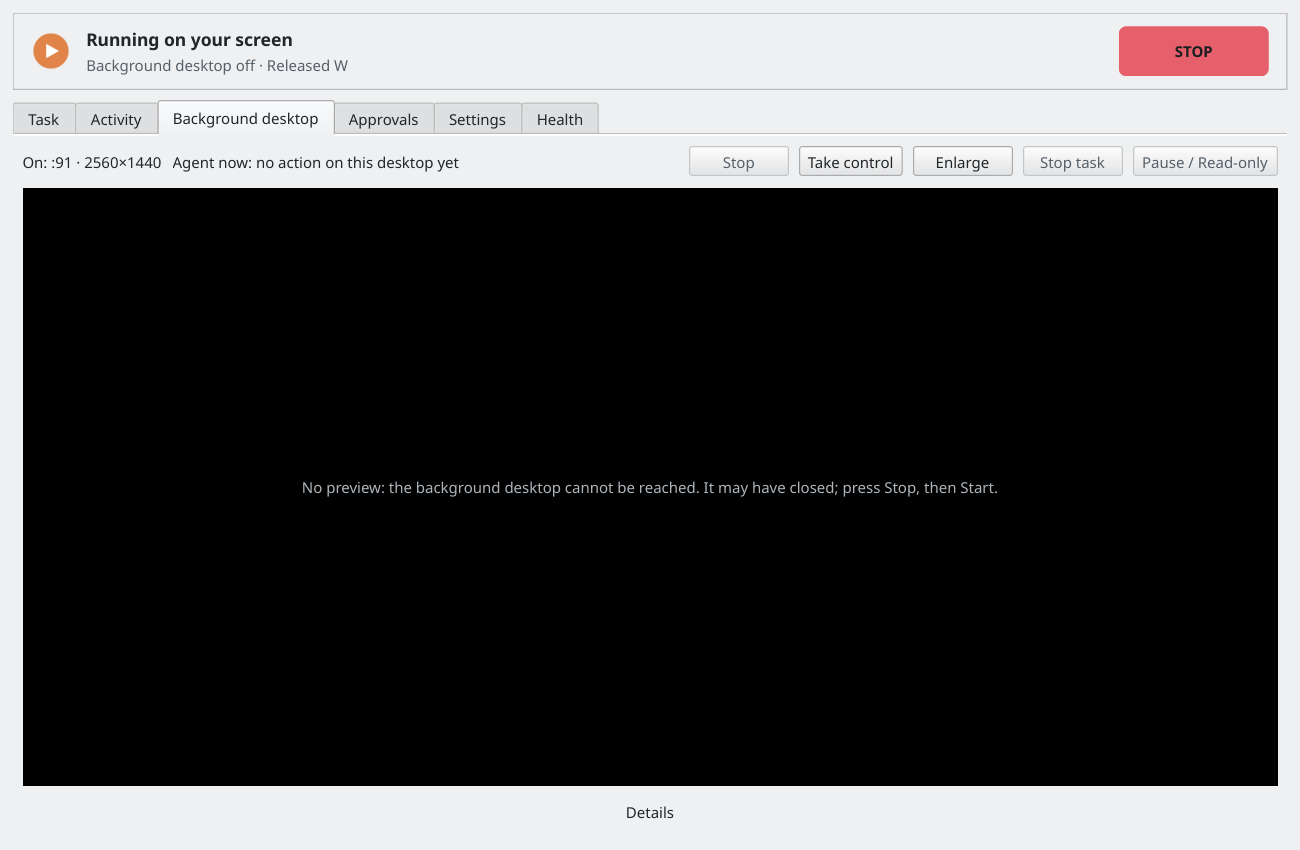 Running on your screen
Background desktop off · Released W
STOP
Task
Activity
Background desktop
Approvals
Settings
Health
On: :91 · 2560×1440
Agent now: no action on this desktop yet
Stop
Take control
Enlarge
Stop task
Pause / Read-only
No preview: the background desktop cannot be reached. It may have closed; press Stop, then Start.
Details